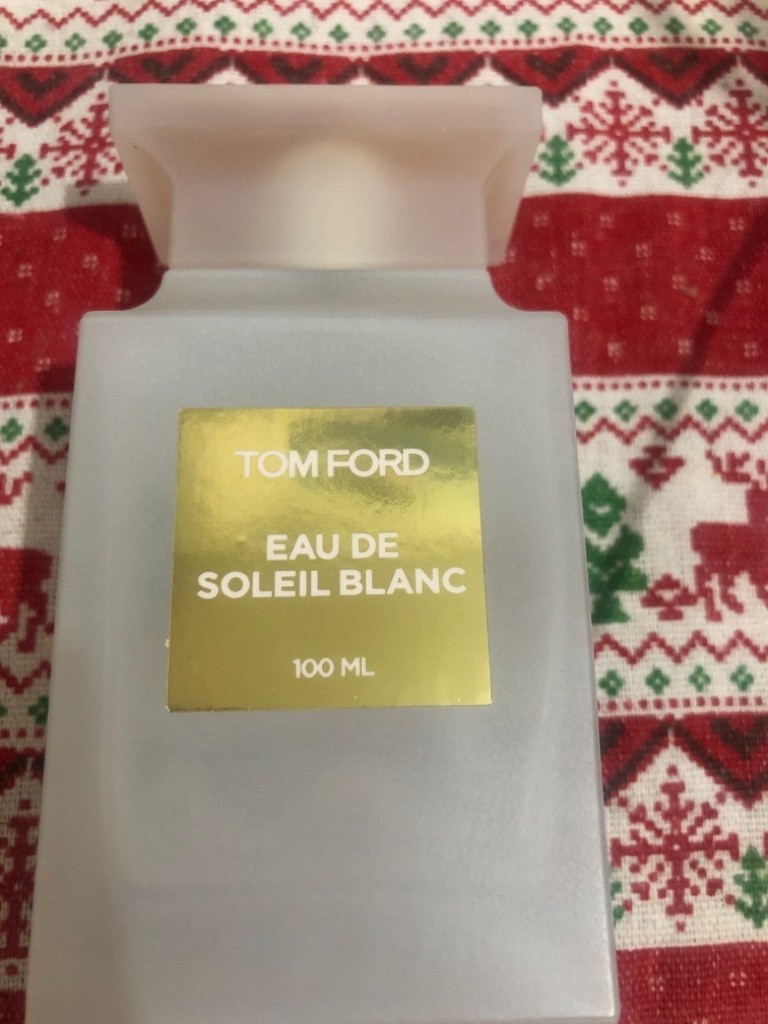 TOM FORD
EAU DE
SOLEIL BLANC
100 ML